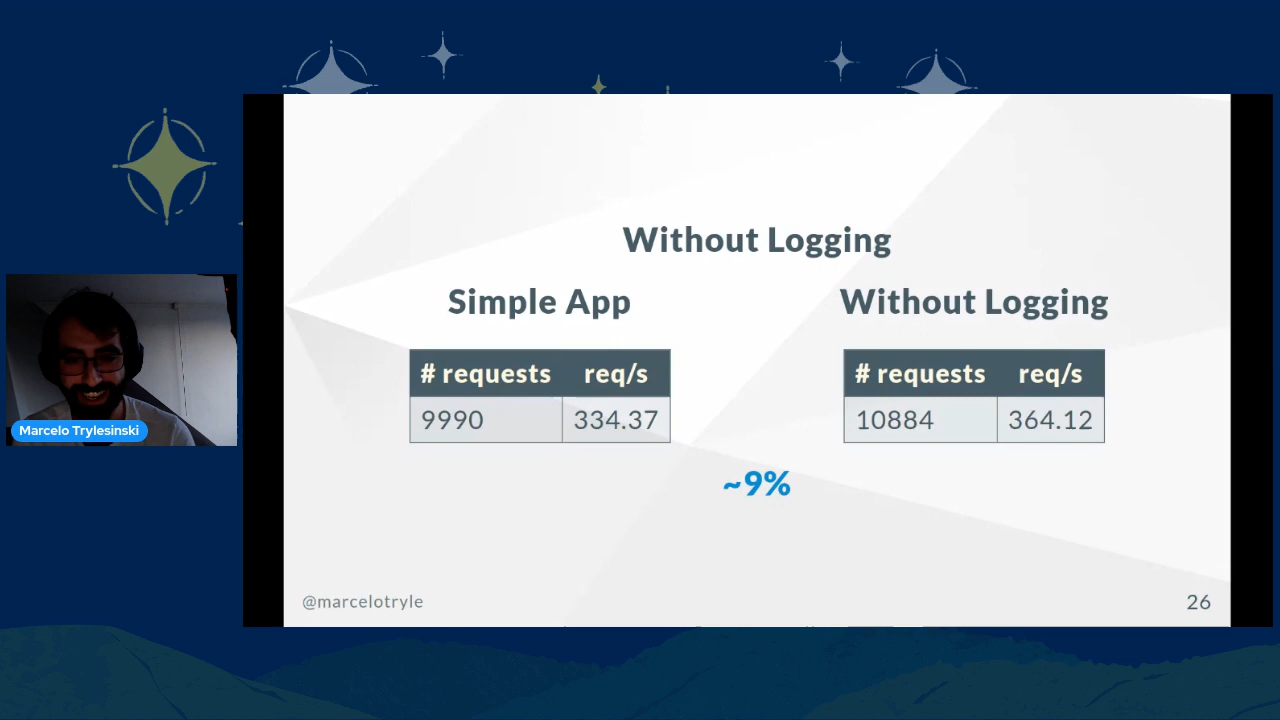 Without Logging
Simple App
Without Logging
# requests req/s
9990 334.37
# requests req/s
10884 364.12
~9%
@marcelotryle
26
Marcelo Trylesinski